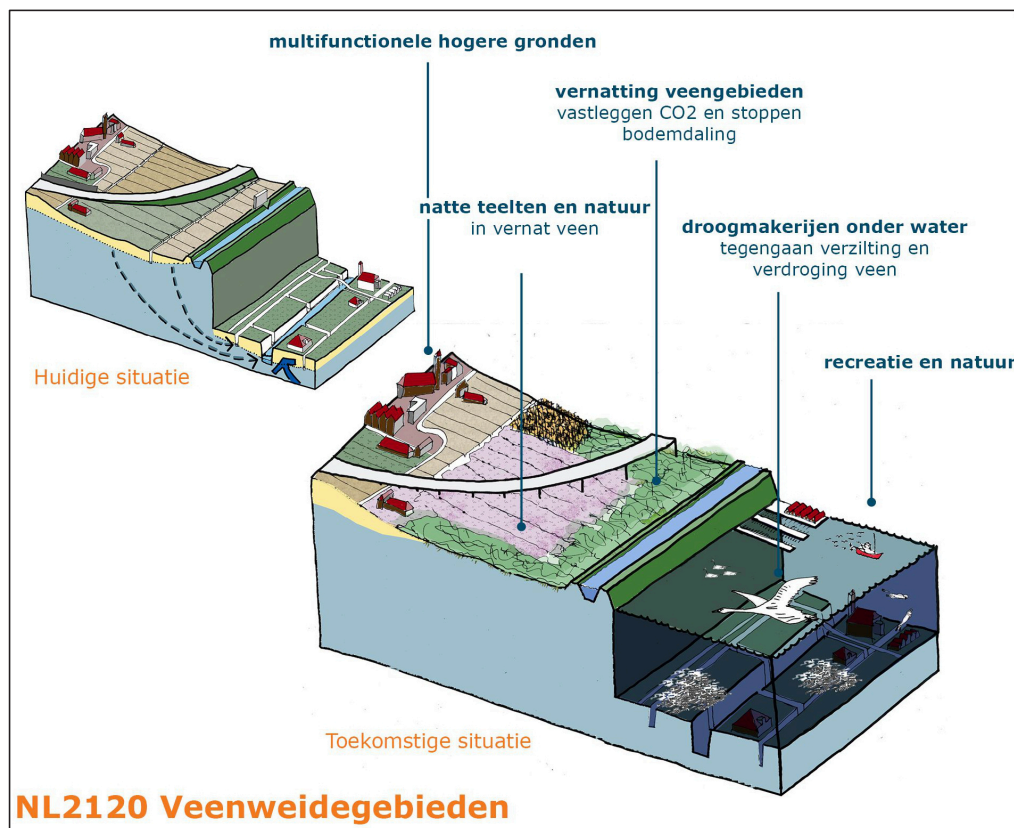 multifunctionele hogere gronden
vernatting veengebieden
vastleggen CO2 en stoppen
bodemdaling
natte teelten en natuur
in vernat veen
droogmakerijen onder water
tegengaan verzilting en
verdroging veen
recreatie en natuur
Huidige situatie
Toekomstige situatie
NL2120 Veenweidegebieden